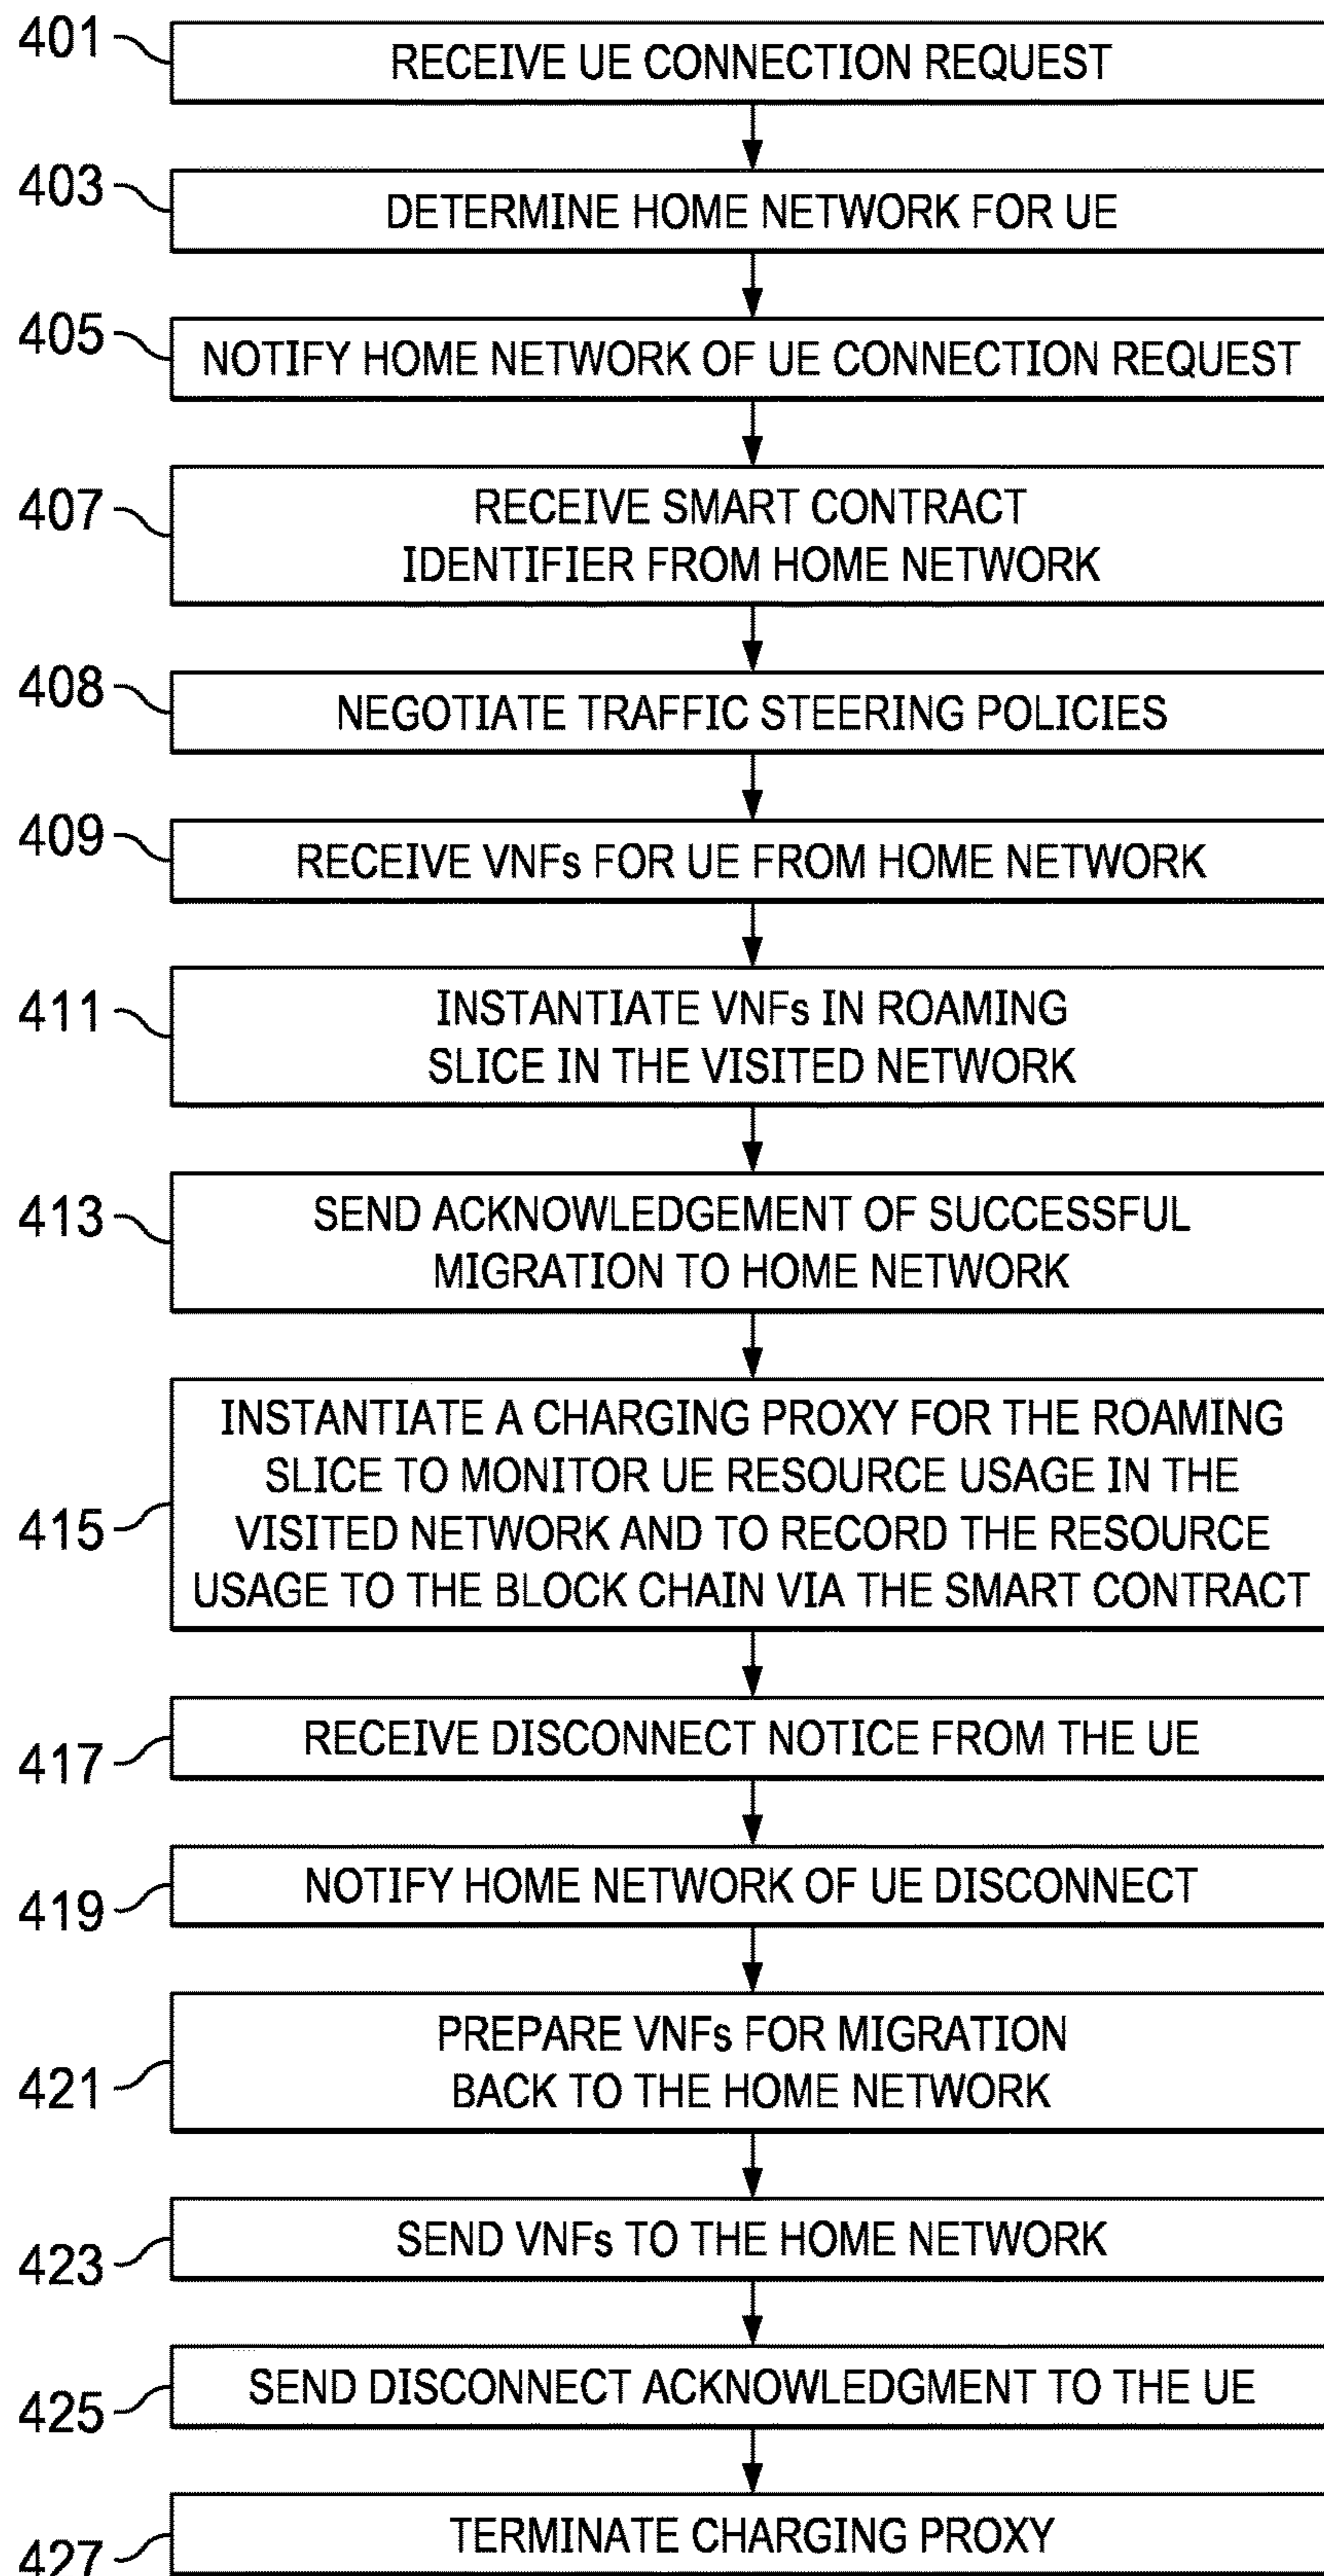 401
RECEIVE UE CONNECTION REQUEST
403
DETERMINE HOME NETWORK FOR UE
405
NOTIFY HOME NETWORK OF UE CONNECTION REQUEST
407
RECEIVE SMART CONTRACT
IDENTIFIER FROM HOME NETWORK
408
NEGOTIATE TRAFFIC STEERING POLICIES
409
RECEIVE VNFs FOR UE FROM HOME NETWORK
411
INSTANTIATE VNFs IN ROAMING
SLICE IN THE VISITED NETWORK
413
SEND ACKNOWLEDGEMENT OF SUCCESSFUL
MIGRATION TO HOME NETWORK
415
INSTANTIATE A CHARGING PROXY FOR THE ROAMING
SLICE TO MONITOR UE RESOURCE USAGE IN THE
VISITED NETWORK AND TO RECORD THE RESOURCE
USAGE TO THE BLOCK CHAIN VIA THE SMART CONTRACT
417
RECEIVE DISCONNECT NOTICE FROM THE UE
419
NOTIFY HOME NETWORK OF UE DISCONNECT
421
PREPARE VNFs FOR MIGRATION
BACK TO THE HOME NETWORK
423
SEND VNFs TO THE HOME NETWORK
425
SEND DISCONNECT ACKNOWLEDGMENT TO THE UE
427
TERMINATE CHARGING PROXY